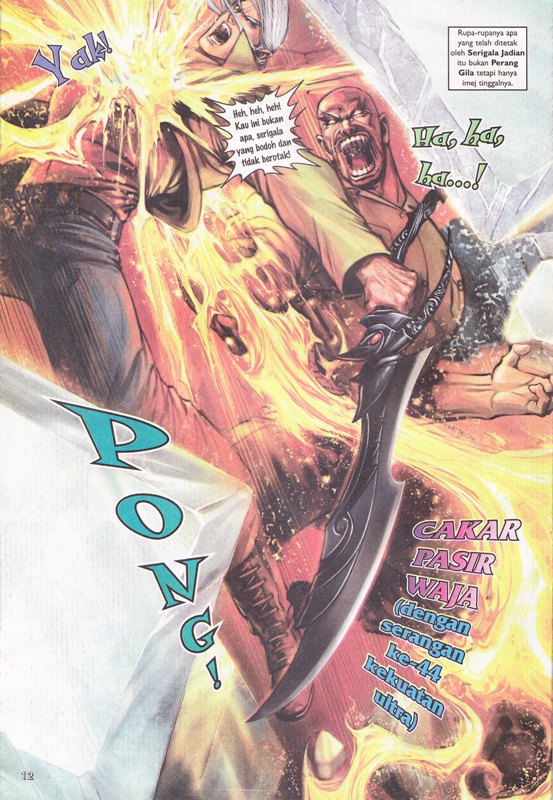 Yak!
Rupa-rupanya apa
yang telah ditetak
oleh Serigala Jadian
itu bukan Perang
Gila tetapi hanya
imej tinggalnya.
Heh, heh, heh!
Kau ini bukan
apa, serigala
yang bodoh dan
tidak berotak!
Ha, ha,
ha...!
PONG!
CAKAR
PASIR
WAJA
(dengan
serangan
ke-44
kekuatan
ultra)
12